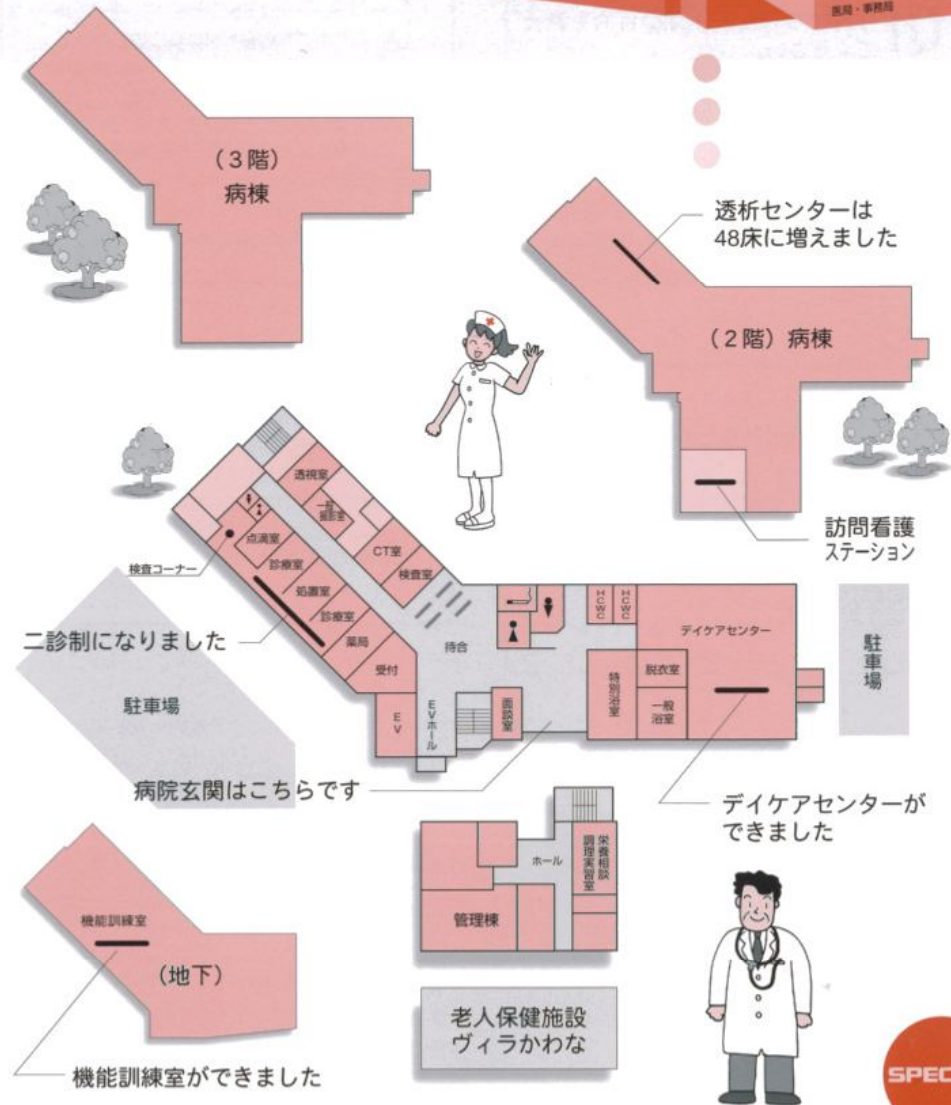 医局・事務局
(3階)
病棟
透析センターは
48床に増えました
(2階)病棟
訪問看護
ステーション
透視室
一般
撮影室
CT室
検査室
点滴室
診療室
処置室
診療室
薬局
受付
検査コーナー
二診制になりました
駐車場
待合
HCWC
HCWC
デイケアセンター
脱衣室
特別浴室
一般
浴室
駐車場
EV
EVホール
面談室
病院玄関はこちらです
デイケアセンターが
できました
ホール
栄養相談
調理実習室
管理棟
機能訓練室
(地下)
老人保健施設
ヴィラかわな
機能訓練室ができました
SPEC